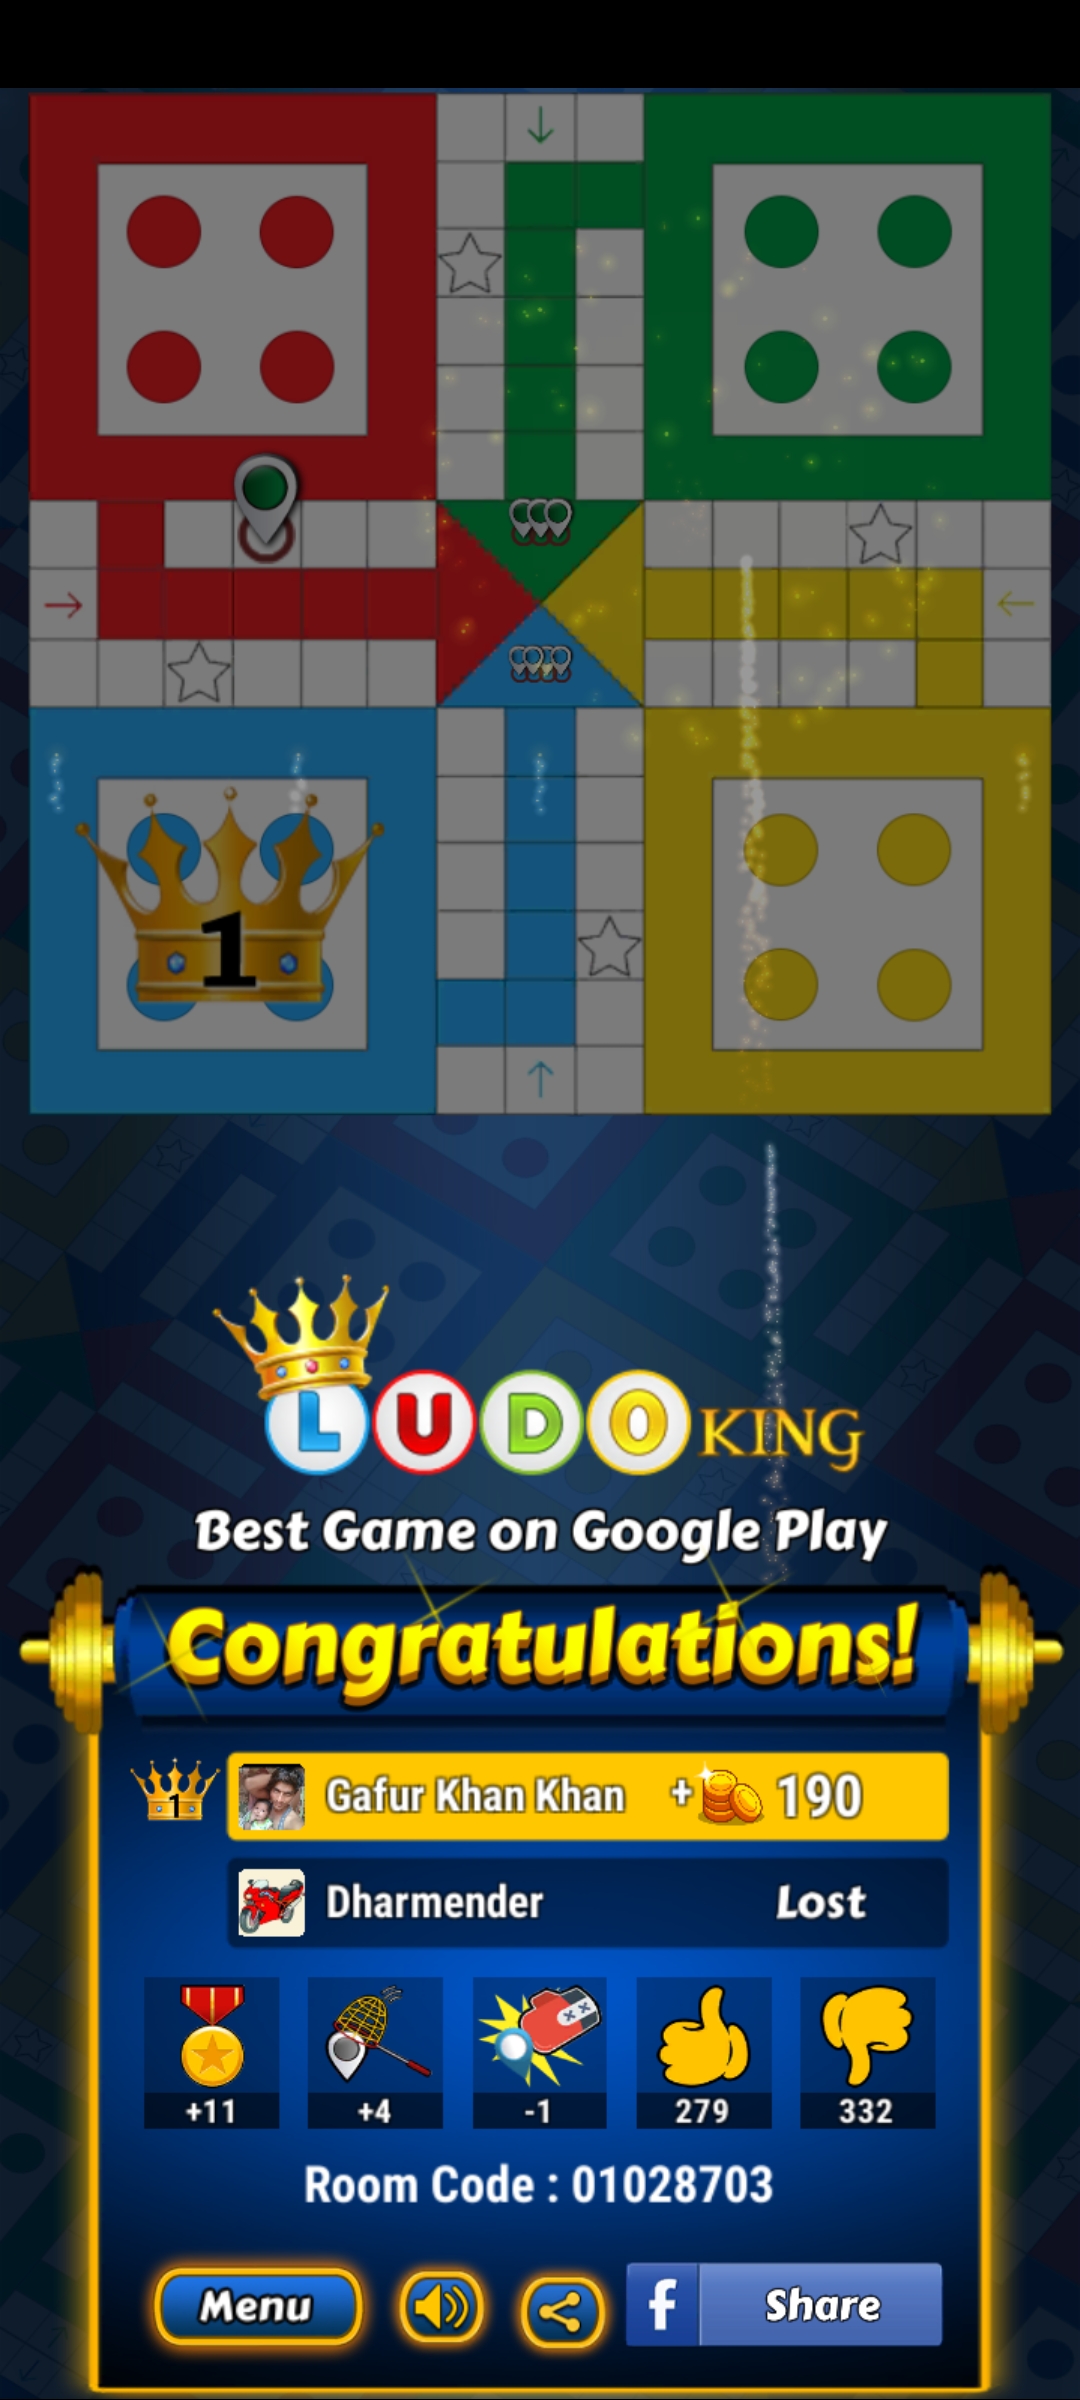 1
LUDO KING
Best Game on Google Play
Congratulations!
1 Gafur Khan Khan + 190
Dharmender Lost
+11 +4 -1 279 332
Room Code : 01028703
Menu f Share